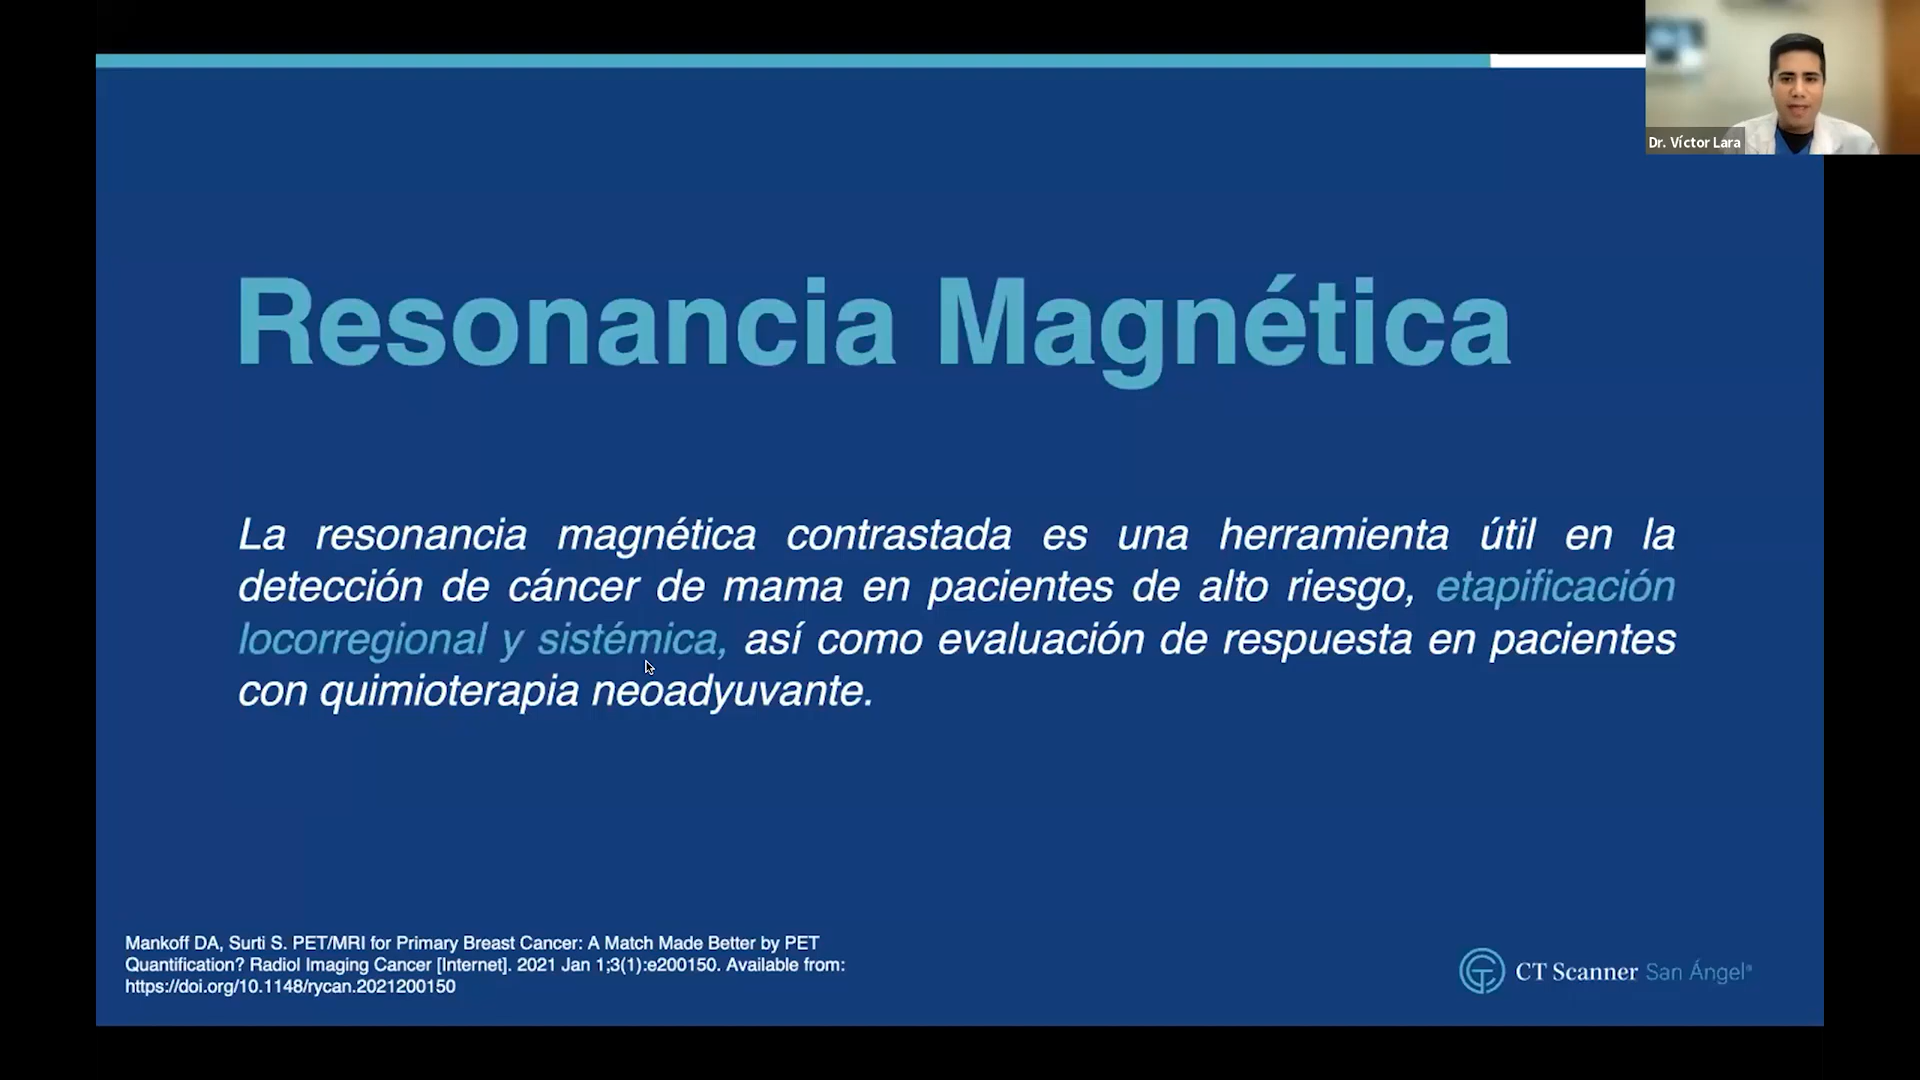 Dr. Víctor Lara
Resonancia Magnética
La resonancia magnética contrastada es una herramienta útil en la
detección de cáncer de mama en pacientes de alto riesgo, etapificación
locorregional y sistémica, así como evaluación de respuesta en pacientes
con quimioterapia neoadyuvante.
Mankoff DA, Surti S. PET/MRI for Primary Breast Cancer: A Match Made Better by PET
Quantification? Radiol Imaging Cancer [Internet]. 2021 Jan 1;3(1):e200150. Available from:
https://doi.org/10.1148/rycan.2021200150
CT Scanner San Ángel®